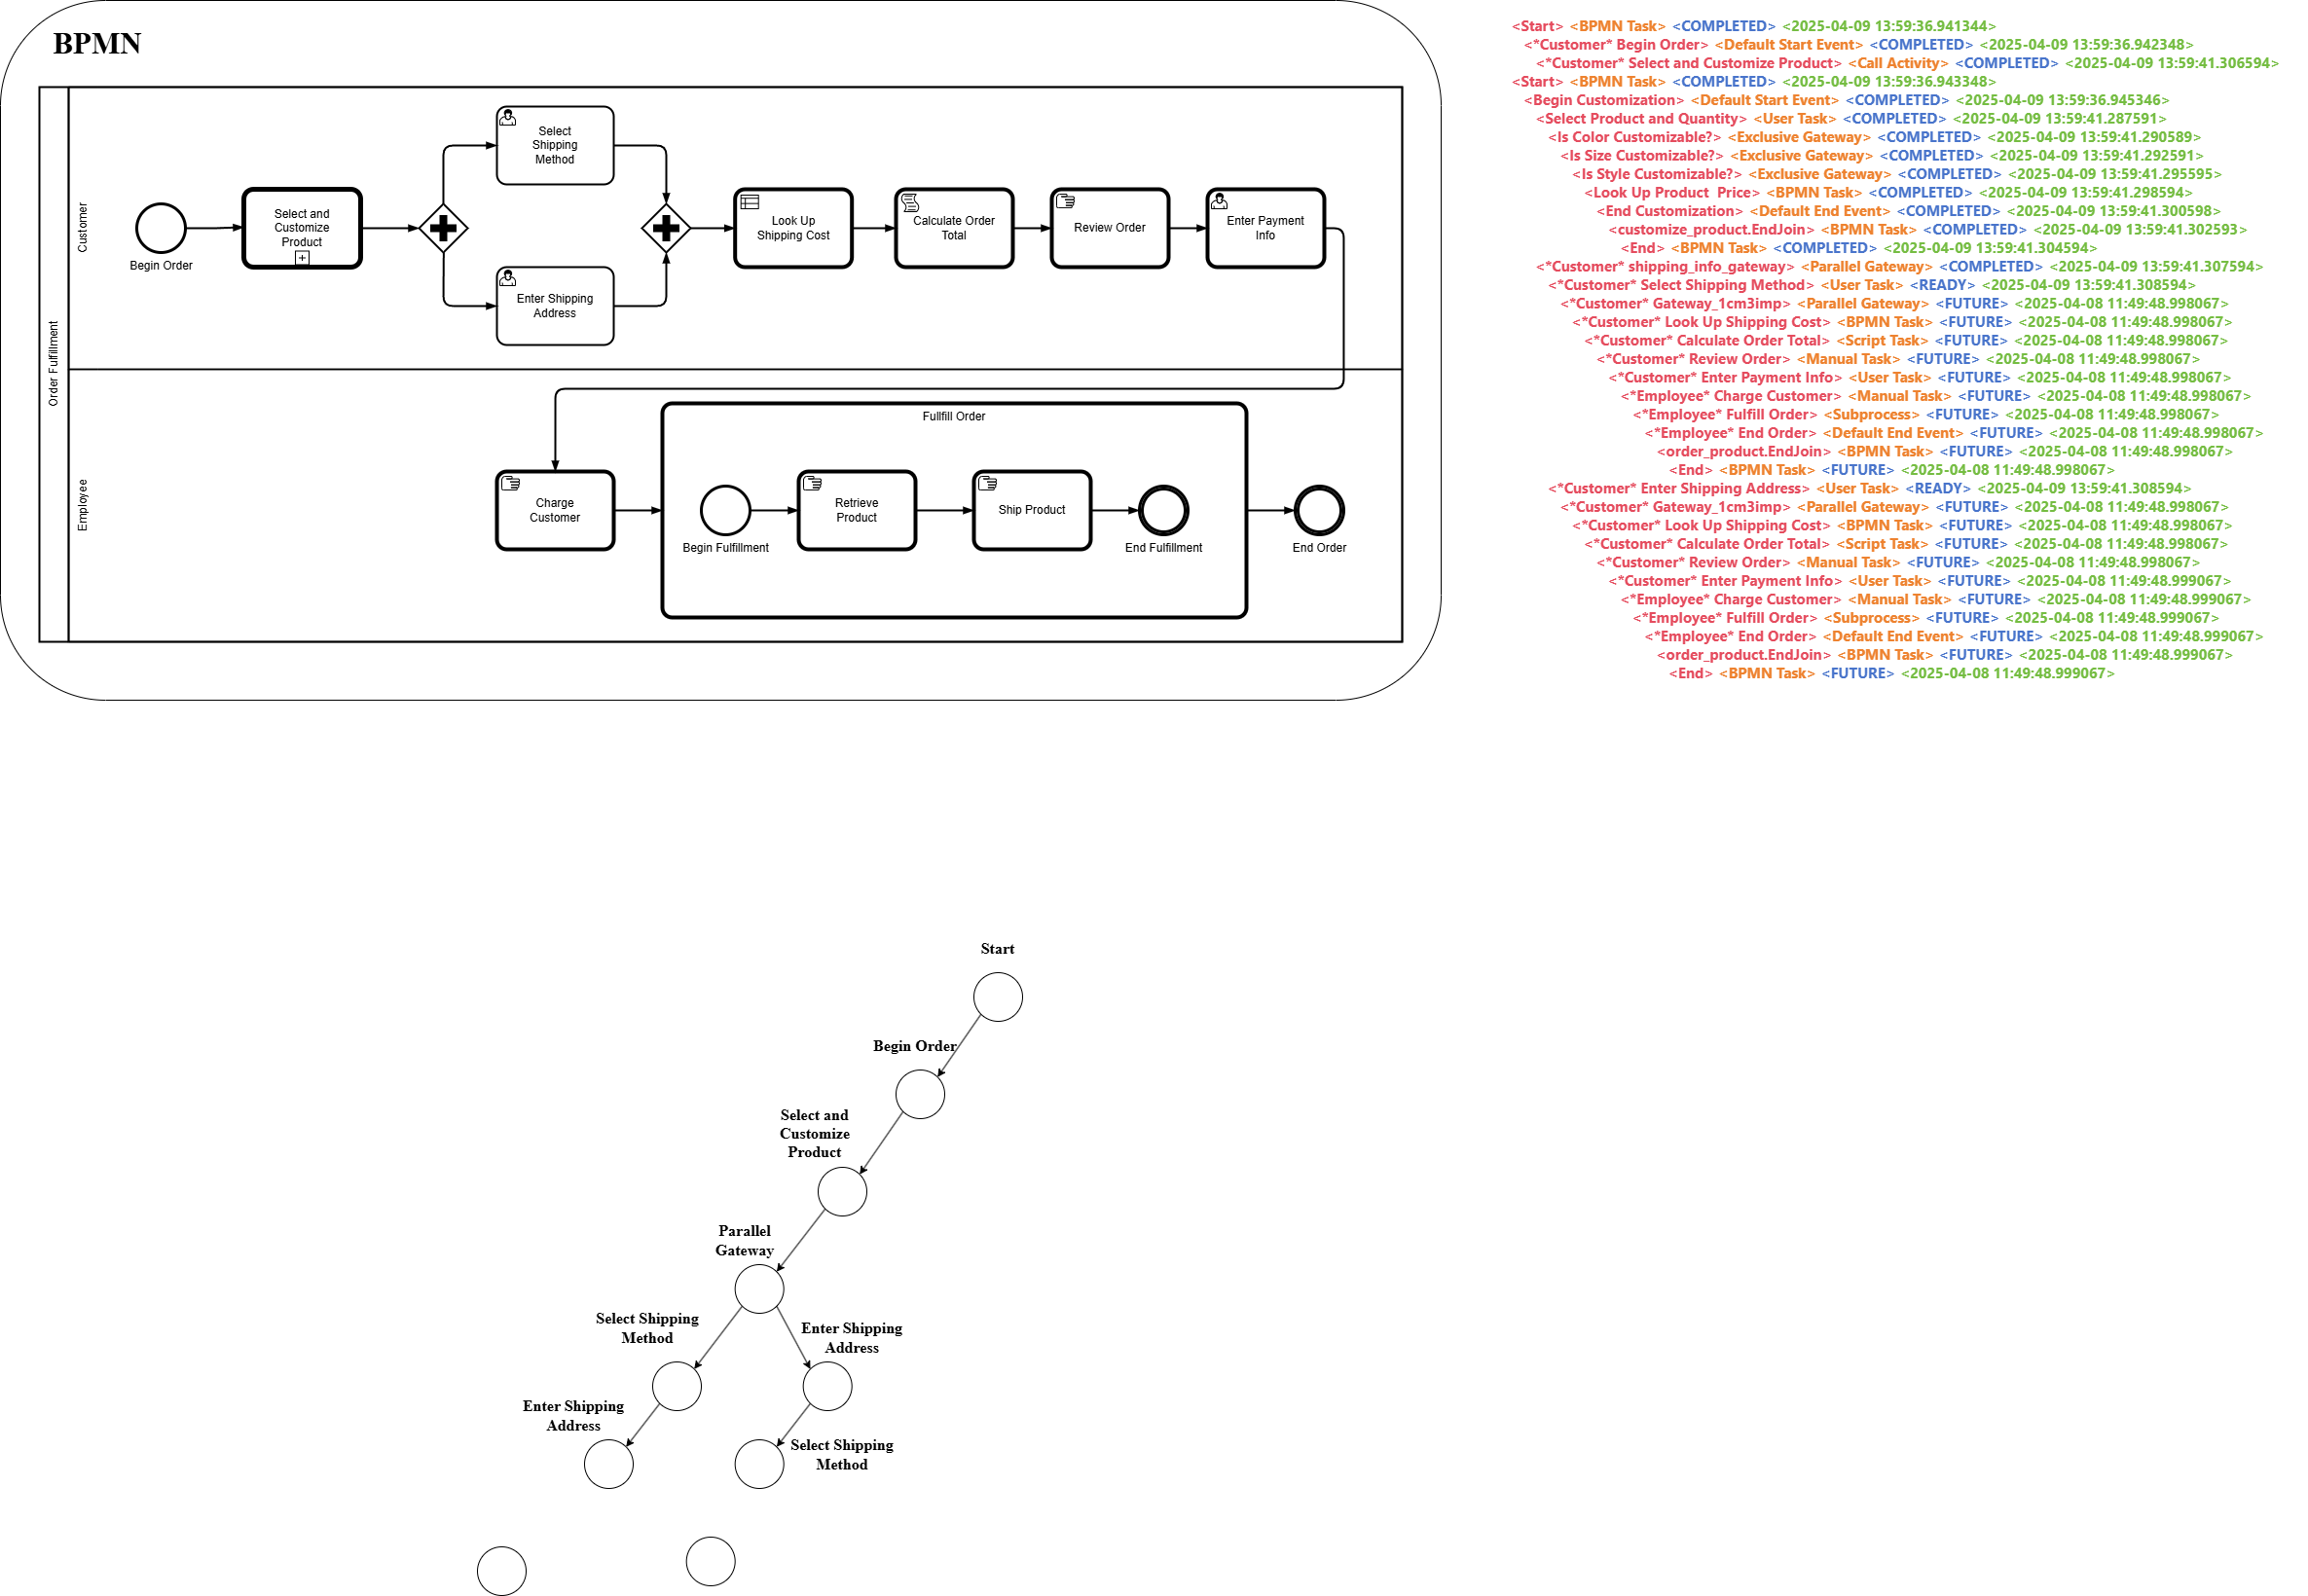 BPMN
Order Fulfillment
Customer
Begin Order
Select and
Customize
Product
Select
Shipping
Method
Enter Shipping
Address
Look Up
Shipping Cost
Calculate Order
Total
Review Order
Enter Payment
Info
Employee
Charge
Customer
Fullfill Order
Begin Fulfillment
Retrieve
Product
Ship Product
End Fulfillment
End Order
<Start> <BPMN Task> <COMPLETED> <2025-04-09 13:59:36.941344>
<*Customer* Begin Order> <Default Start Event> <COMPLETED> <2025-04-09 13:59:36.942348>
<*Customer* Select and Customize Product> <Call Activity> <COMPLETED> <2025-04-09 13:59:41.306594>
<Start> <BPMN Task> <COMPLETED> <2025-04-09 13:59:36.943348>
<Begin Customization> <Default Start Event> <COMPLETED> <2025-04-09 13:59:36.945346>
<Select Product and Quantity> <User Task> <COMPLETED> <2025-04-09 13:59:41.287591>
<Is Color Customizable?> <Exclusive Gateway> <COMPLETED> <2025-04-09 13:59:41.290589>
<Is Size Customizable?> <Exclusive Gateway> <COMPLETED> <2025-04-09 13:59:41.292591>
<Is Style Customizable?> <Exclusive Gateway> <COMPLETED> <2025-04-09 13:59:41.295595>
<Look Up Product  Price> <BPMN Task> <COMPLETED> <2025-04-09 13:59:41.298594>
<End Customization> <Default End Event> <COMPLETED> <2025-04-09 13:59:41.300598>
<customize_product.EndJoin> <BPMN Task> <COMPLETED> <2025-04-09 13:59:41.302593>
<End> <BPMN Task> <COMPLETED> <2025-04-09 13:59:41.304594>
<*Customer* shipping_info_gateway> <Parallel Gateway> <COMPLETED> <2025-04-09 13:59:41.307594>
<*Customer* Select Shipping Method> <User Task> <READY> <2025-04-09 13:59:41.308594>
<*Customer* Gateway_1cm3imp> <Parallel Gateway> <FUTURE> <2025-04-08 11:49:48.998067>
<*Customer* Look Up Shipping Cost> <BPMN Task> <FUTURE> <2025-04-08 11:49:48.998067>
<*Customer* Calculate Order Total> <Script Task> <FUTURE> <2025-04-08 11:49:48.998067>
<*Customer* Review Order> <Manual Task> <FUTURE> <2025-04-08 11:49:48.998067>
<*Customer* Enter Payment Info> <User Task> <FUTURE> <2025-04-08 11:49:48.998067>
<*Employee* Charge Customer> <Manual Task> <FUTURE> <2025-04-08 11:49:48.998067>
<*Employee* Fulfill Order> <Subprocess> <FUTURE> <2025-04-08 11:49:48.998067>
<*Employee* End Order> <Default End Event> <FUTURE> <2025-04-08 11:49:48.998067>
<order_product.EndJoin> <BPMN Task> <FUTURE> <2025-04-08 11:49:48.998067>
<End> <BPMN Task> <FUTURE> <2025-04-08 11:49:48.998067>
<*Customer* Enter Shipping Address> <User Task> <READY> <2025-04-09 13:59:41.308594>
<*Customer* Gateway_1cm3imp> <Parallel Gateway> <FUTURE> <2025-04-08 11:49:48.998067>
<*Customer* Look Up Shipping Cost> <BPMN Task> <FUTURE> <2025-04-08 11:49:48.998067>
<*Customer* Calculate Order Total> <Script Task> <FUTURE> <2025-04-08 11:49:48.998067>
<*Customer* Review Order> <Manual Task> <FUTURE> <2025-04-08 11:49:48.998067>
<*Customer* Enter Payment Info> <User Task> <FUTURE> <2025-04-08 11:49:48.999067>
<*Employee* Charge Customer> <Manual Task> <FUTURE> <2025-04-08 11:49:48.999067>
<*Employee* Fulfill Order> <Subprocess> <FUTURE> <2025-04-08 11:49:48.999067>
<*Employee* End Order> <Default End Event> <FUTURE> <2025-04-08 11:49:48.999067>
<order_product.EndJoin> <BPMN Task> <FUTURE> <2025-04-08 11:49:48.999067>
<End> <BPMN Task> <FUTURE> <2025-04-08 11:49:48.999067>
Start
Begin Order
Select and
Customize
Product
Parallel
Gateway
Select Shipping
Method
Enter Shipping
Address
Enter Shipping
Address
Select Shipping
Method